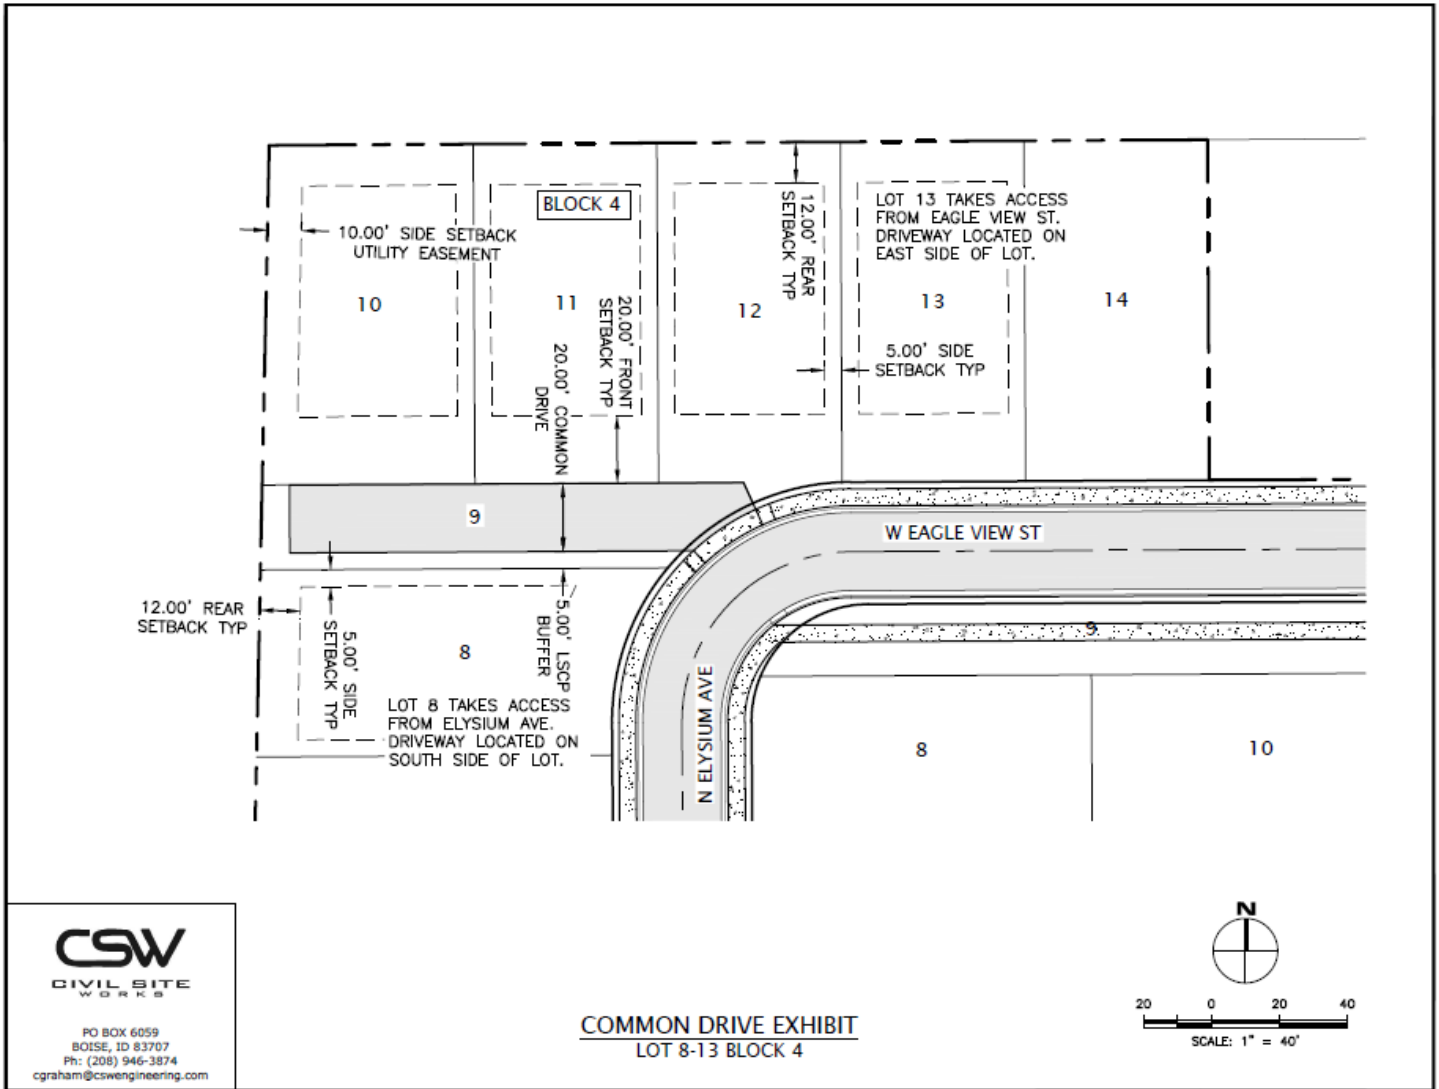 BLOCK 4
10.00' SIDE SETBACK
UTILITY EASEMENT
10
11
12
13
14
12.00' REAR
SETBACK TYP
LOT 13 TAKES ACCESS
FROM EAGLE VIEW ST.
DRIVEWAY LOCATED ON
EAST SIDE OF LOT.
20.00' FRONT
SETBACK TYP
20.00' COMMON
DRIVE
5.00' SIDE
SETBACK TYP
9
W EAGLE VIEW ST
12.00' REAR
SETBACK TYP
5.00' SIDE
SETBACK TYP
8
5.00' LSCP
BUFFER
LOT 8 TAKES ACCESS
FROM ELYSIUM AVE.
DRIVEWAY LOCATED ON
SOUTH SIDE OF LOT.
N ELYSIUM AVE
9
8
10
CSW
CIVIL SITE
WORKS
PO BOX 6059
BOISE, ID 83707
Ph: (208) 946-3874
cgraham@cswengineering.com
COMMON DRIVE EXHIBIT
LOT 8-13 BLOCK 4
N
20 0 20 40
SCALE: 1" = 40'